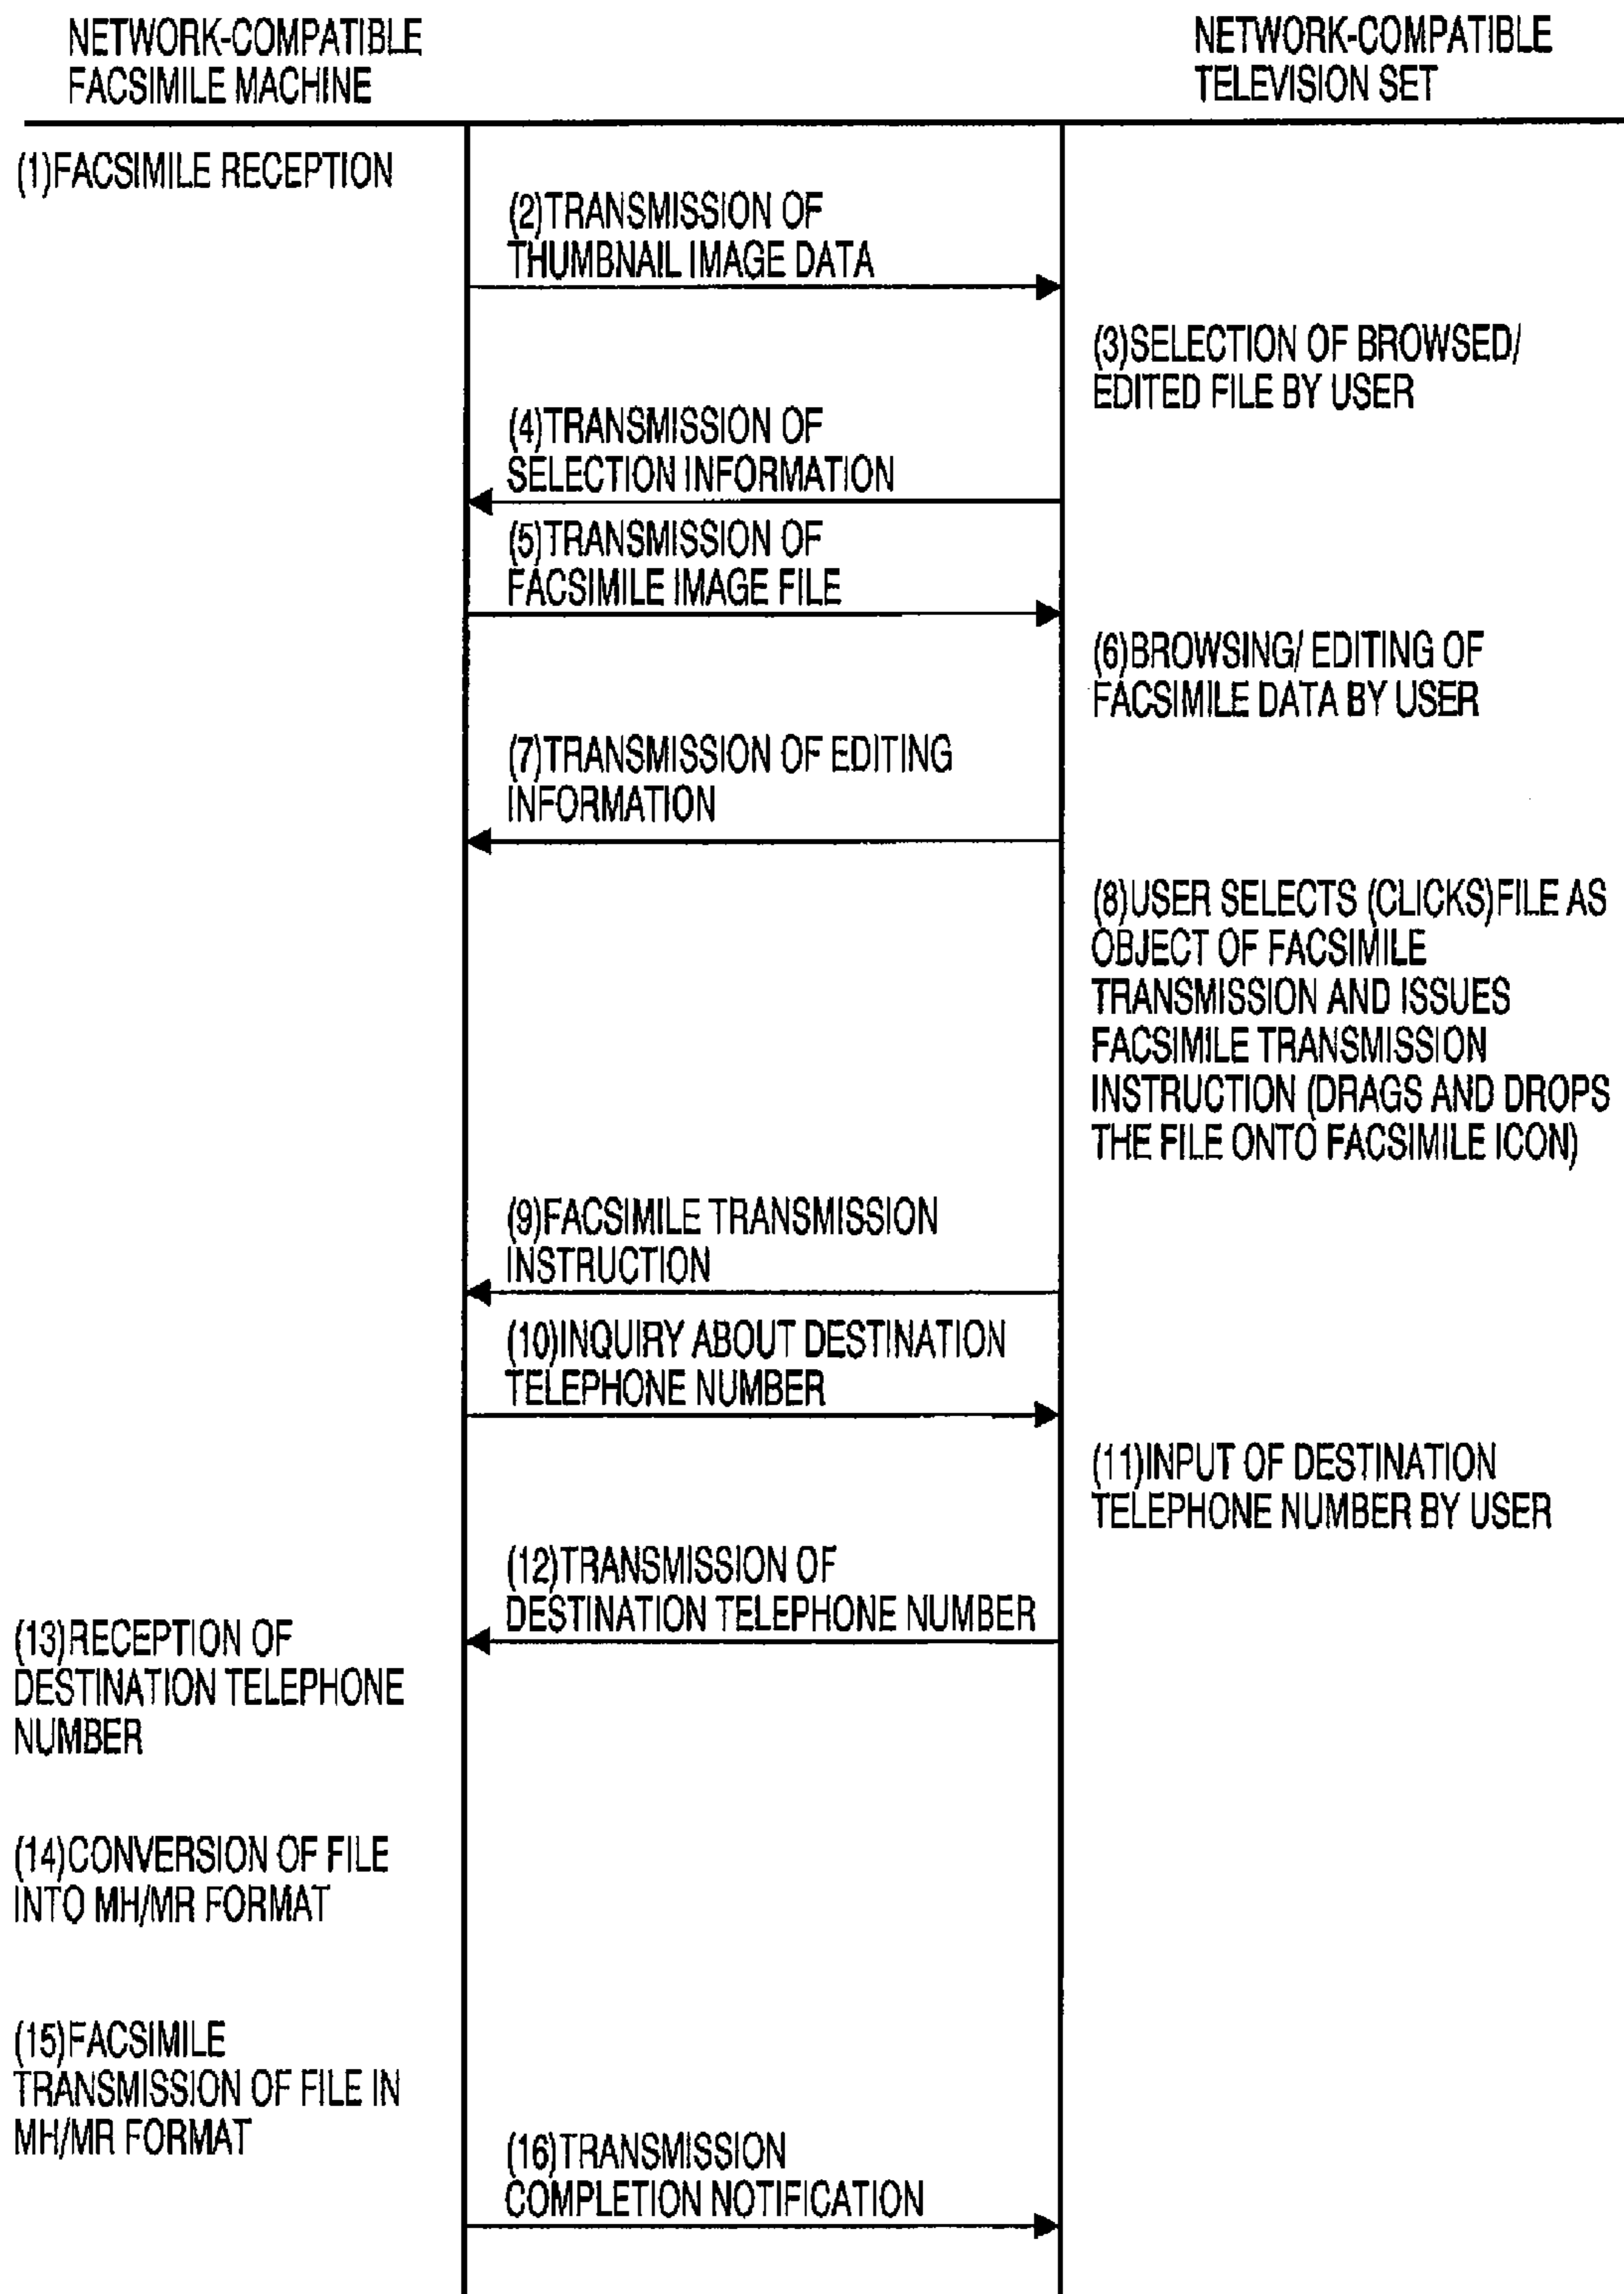 NETWORK-COMPATIBLE
FACSIMILE MACHINE
NETWORK-COMPATIBLE
TELEVISION SET
(1)FACSIMILE RECEPTION
(2)TRANSMISSION OF
THUMBNAIL IMAGE DATA
(3)SELECTION OF BROWSED/
EDITED FILE BY USER
(4)TRANSMISSION OF
SELECTION INFORMATION
(5)TRANSMISSION OF
FACSIMILE IMAGE FILE
(6)BROWSING/ EDITING OF
FACSIMILE DATA BY USER
(7)TRANSMISSION OF EDITING
INFORMATION
(8)USER SELECTS (CLICKS)FILE AS
OBJECT OF FACSIMILE
TRANSMISSION AND ISSUES
FACSIMILE TRANSMISSION
INSTRUCTION (DRAGS AND DROPS
THE FILE ONTO FACSIMILE ICON)
(9)FACSIMILE TRANSMISSION
INSTRUCTION
(10)INQUIRY ABOUT DESTINATION
TELEPHONE NUMBER
(11)INPUT OF DESTINATION
TELEPHONE NUMBER BY USER
(12)TRANSMISSION OF
DESTINATION TELEPHONE NUMBER
(13)RECEPTION OF
DESTINATION TELEPHONE
NUMBER
(14)CONVERSION OF FILE
INTO MH/MR FORMAT
(15)FACSIMILE
TRANSMISSION OF FILE IN
MH/MR FORMAT
(16)TRANSMISSION
COMPLETION NOTIFICATION